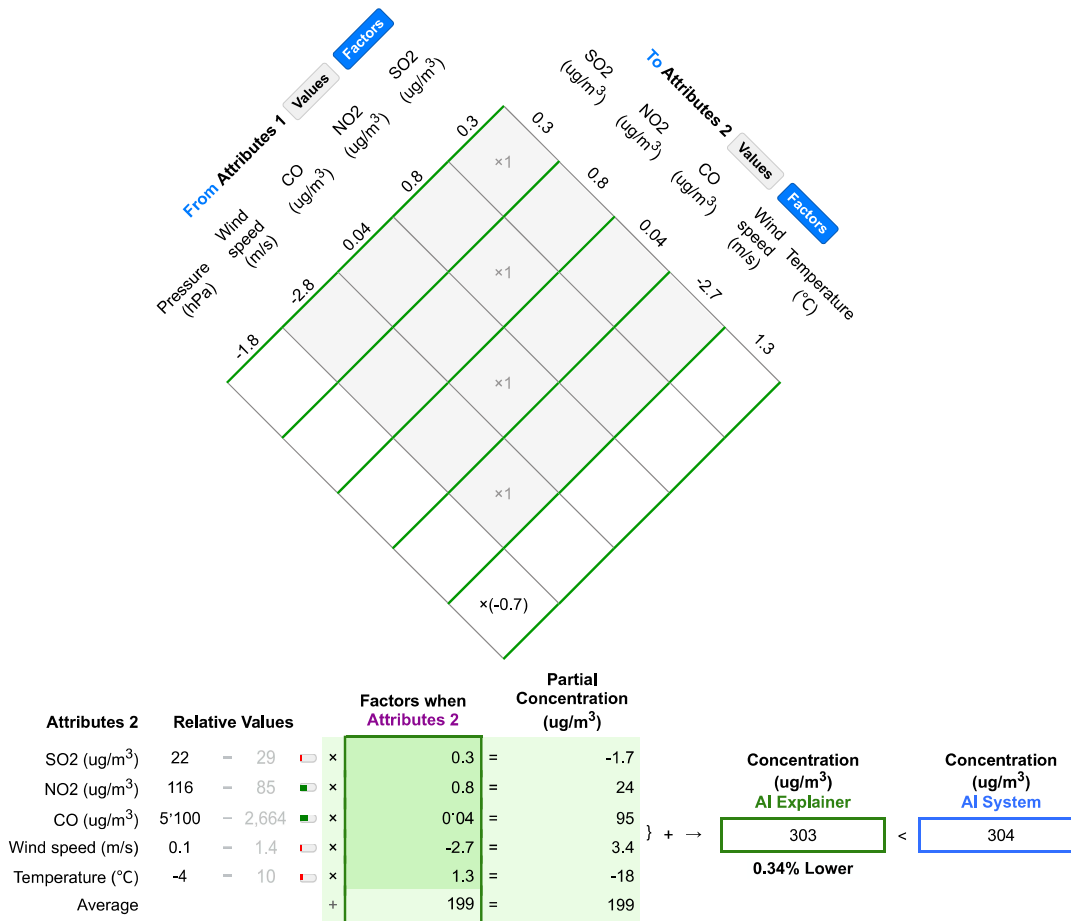 From Attributes 1 Values Factors
To Attributes 2 Values Factors
Pressure
(hPa)
Wind
speed
(m/s)
CO
(ug/m³)
NO2
(ug/m³)
SO2
(ug/m³)
SO2
(ug/m³)
NO2
(ug/m³)
CO
(ug/m³)
Wind
speed
(m/s)
Temperature
(℃)
-1.8
-2.8
0.04
0.8
0.3
0.3
0.8
0.04
-2.7
1.3
×1
×1
×1
×1
×(-0.7)
Attributes 2 Relative Values Factors when
Attributes 2 Partial
Concentration
(ug/m³)
SO2 (ug/m³) 22 – 29 × 0.3 = -1.7
NO2 (ug/m³) 116 – 85 × 0.8 = 24
CO (ug/m³) 5'100 – 2,664 × 0'04 = 95
Wind speed (m/s) 0.1 – 1.4 × -2.7 = 3.4
Temperature (℃) -4 – 10 × 1.3 = -18
Average + 199 = 199
} + →
Concentration
(ug/m³)
AI Explainer
303
0.34% Lower
<
Concentration
(ug/m³)
AI System
304